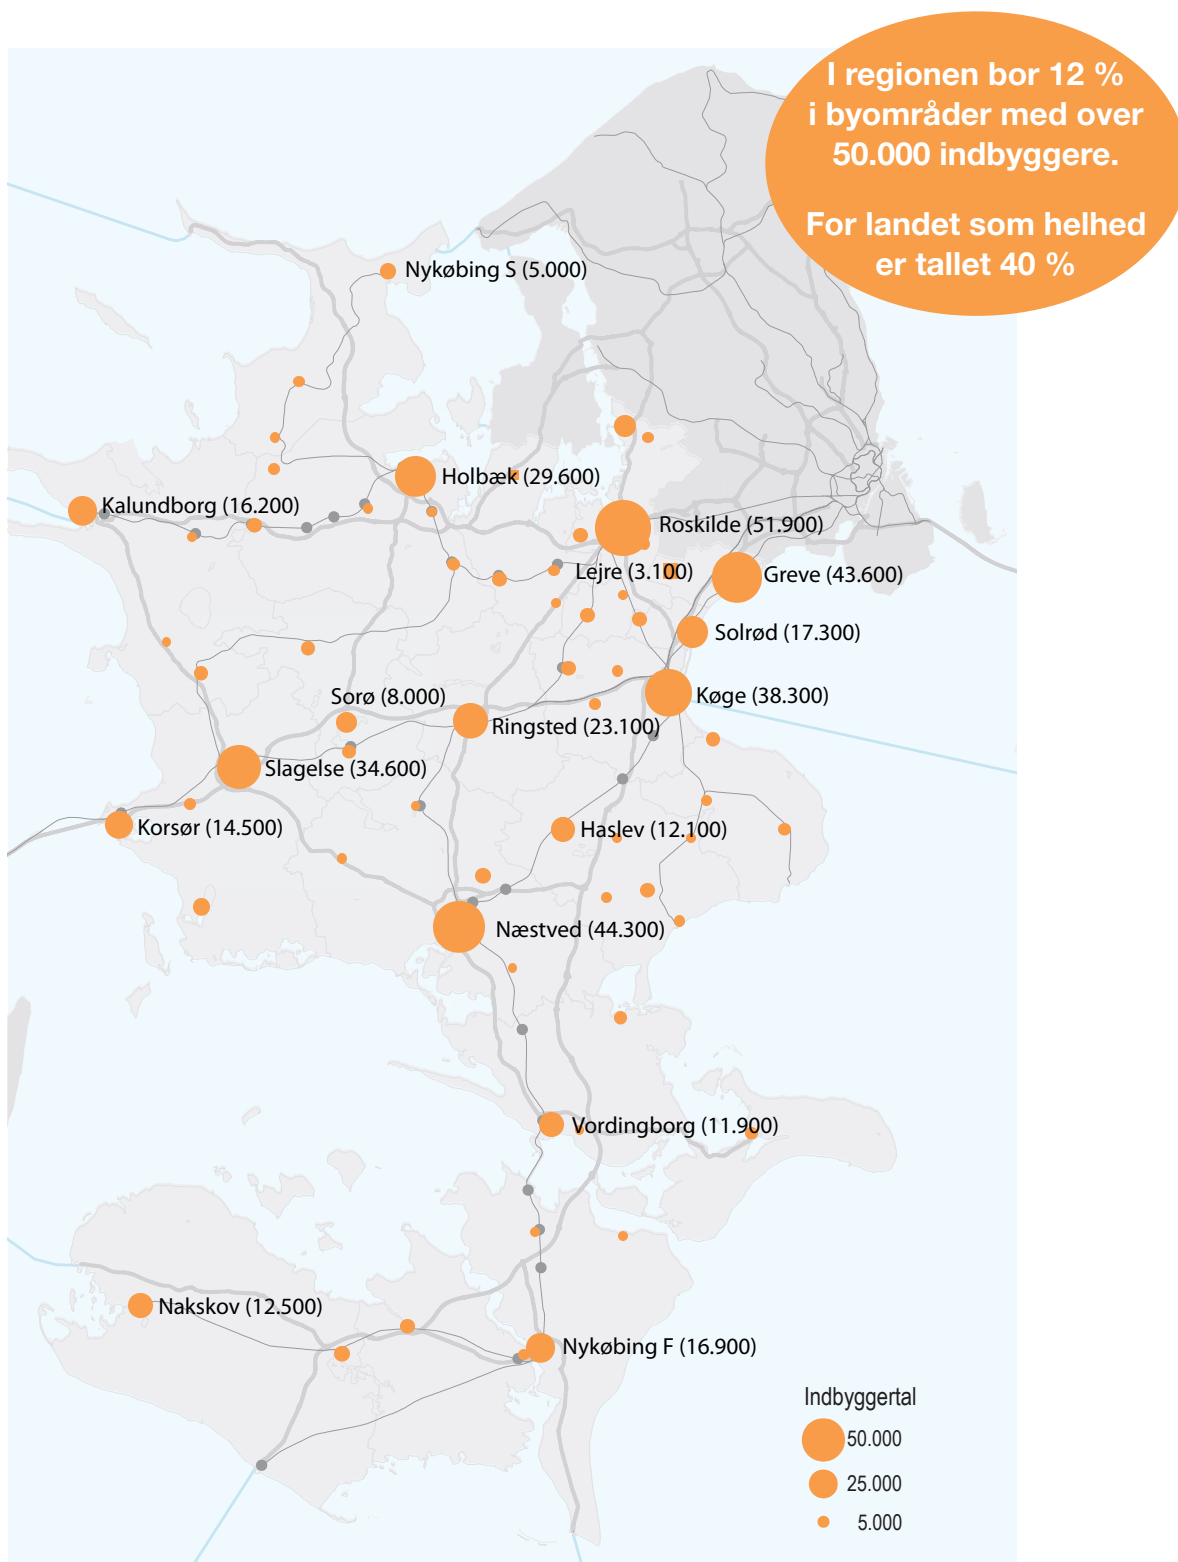 I regionen bor 12 %
i byområder med over
50.000 indbyggere.
For landet som helhed
er tallet 40 %
Nykøbing S (5.000)
Holbæk (29.600)
Kalundborg (16.200)
Roskilde (51.900)
Lejre (3.100)
Greve (43.600)
Solrød (17.300)
Sorø (8.000)
Køge (38.300)
Ringsted (23.100)
Slagelse (34.600)
Korsør (14.500)
Haslev (12.100)
Næstved (44.300)
Vordingborg (11.900)
Nakskov (12.500)
Nykøbing F (16.900)
Indbyggertal
50.000
25.000
5.000